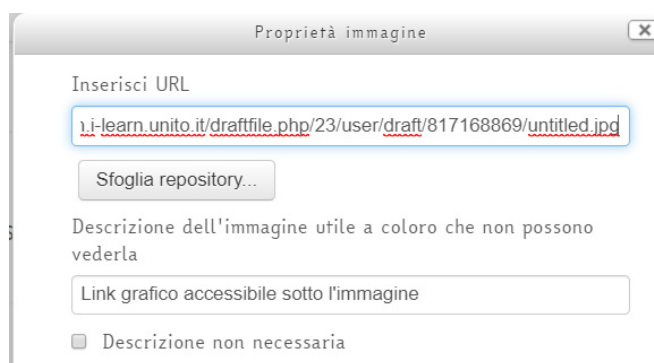 Proprietà immagine
Inserisci URL
.i-learn.unito.it/draftfile.php/23/user/draft/817168869/untitled.jpg
Sfoglia repository...
Descrizione dell'immagine utile a coloro che non possono
vederla
Link grafico accessibile sotto l'immagine
Descrizione non necessaria